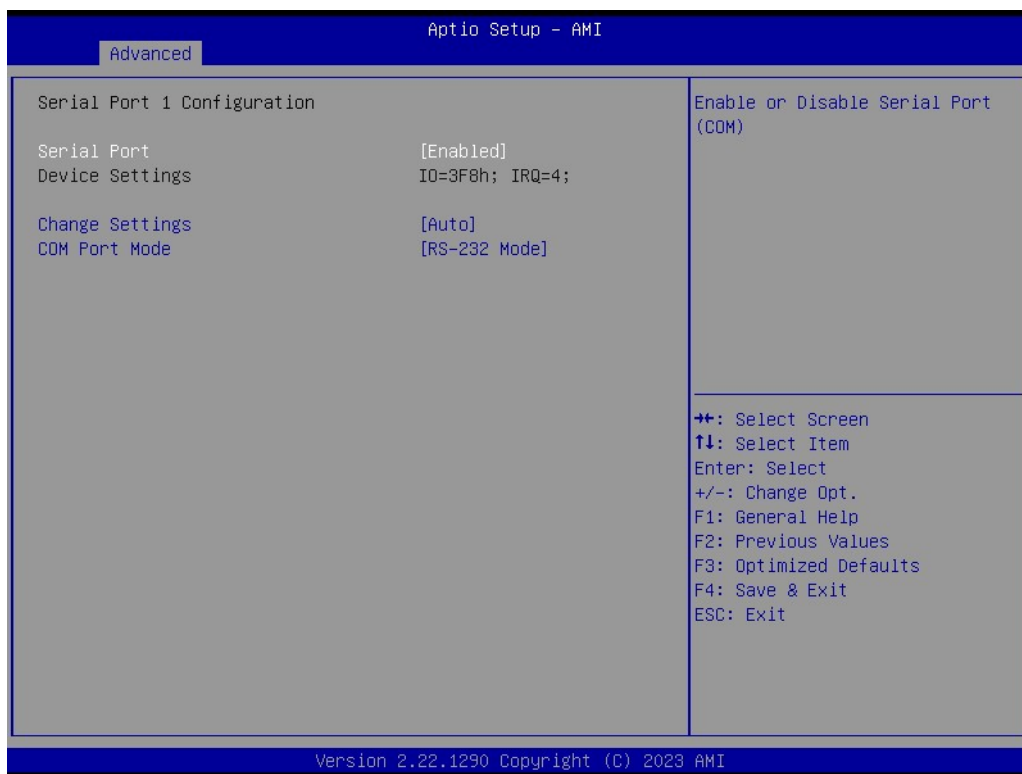 Aptio Setup - AMI
Advanced
Serial Port 1 Configuration
Serial Port [Enabled]
Device Settings IO=3F8h; IRQ=4;
Change Settings [Auto]
COM Port Mode [RS-232 Mode]
Enable or Disable Serial Port
(COM)
→←: Select Screen
↑↓: Select Item
Enter: Select
+/-: Change Opt.
F1: General Help
F2: Previous Values
F3: Optimized Defaults
F4: Save & Exit
ESC: Exit
Version 2.22.1290 Copyright (C) 2023 AMI